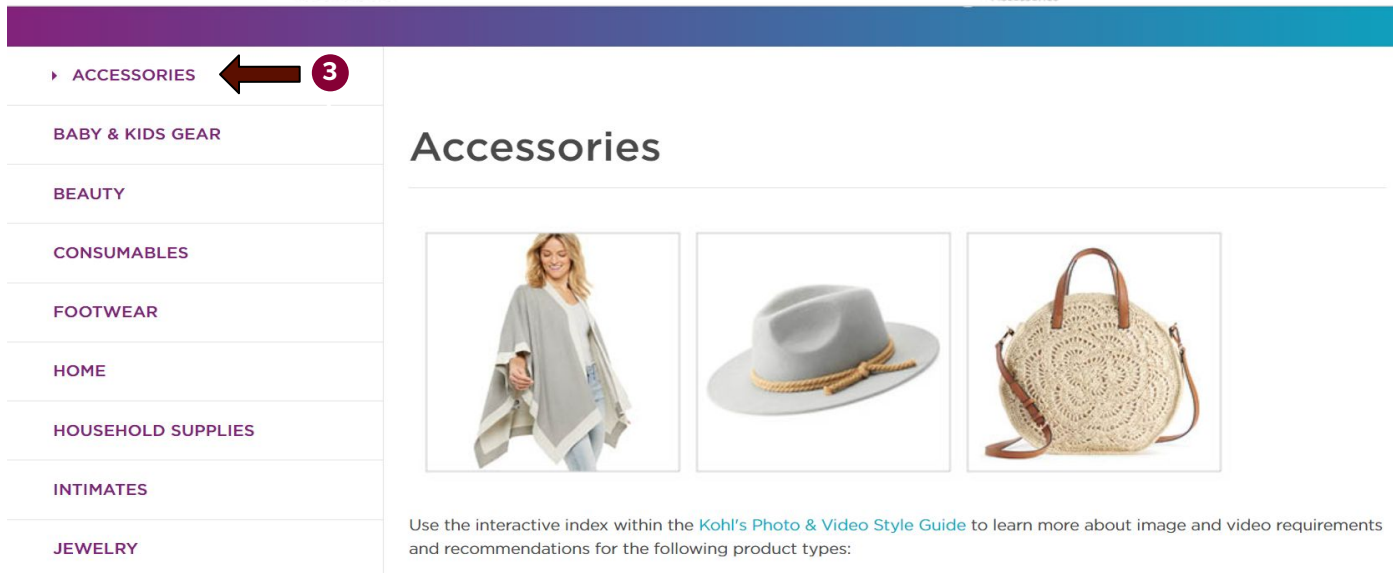 ACCESSORIES
3
BABY & KIDS GEAR
BEAUTY
CONSUMABLES
FOOTWEAR
HOME
HOUSEHOLD SUPPLIES
INTIMATES
JEWELRY
Accessories
Use the interactive index within the Kohl's Photo & Video Style Guide to learn more about image and video requirements
and recommendations for the following product types: